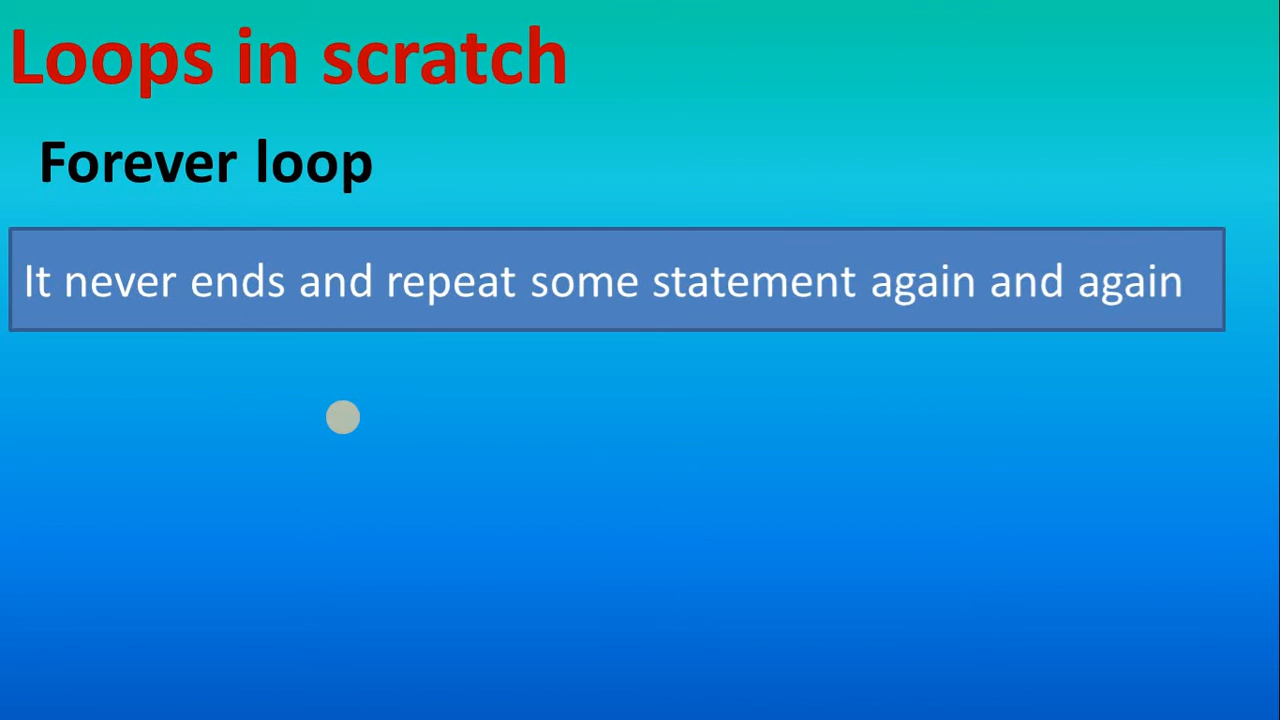 Loops in scratch
Forever loop
It never ends and repeat some statement again and again